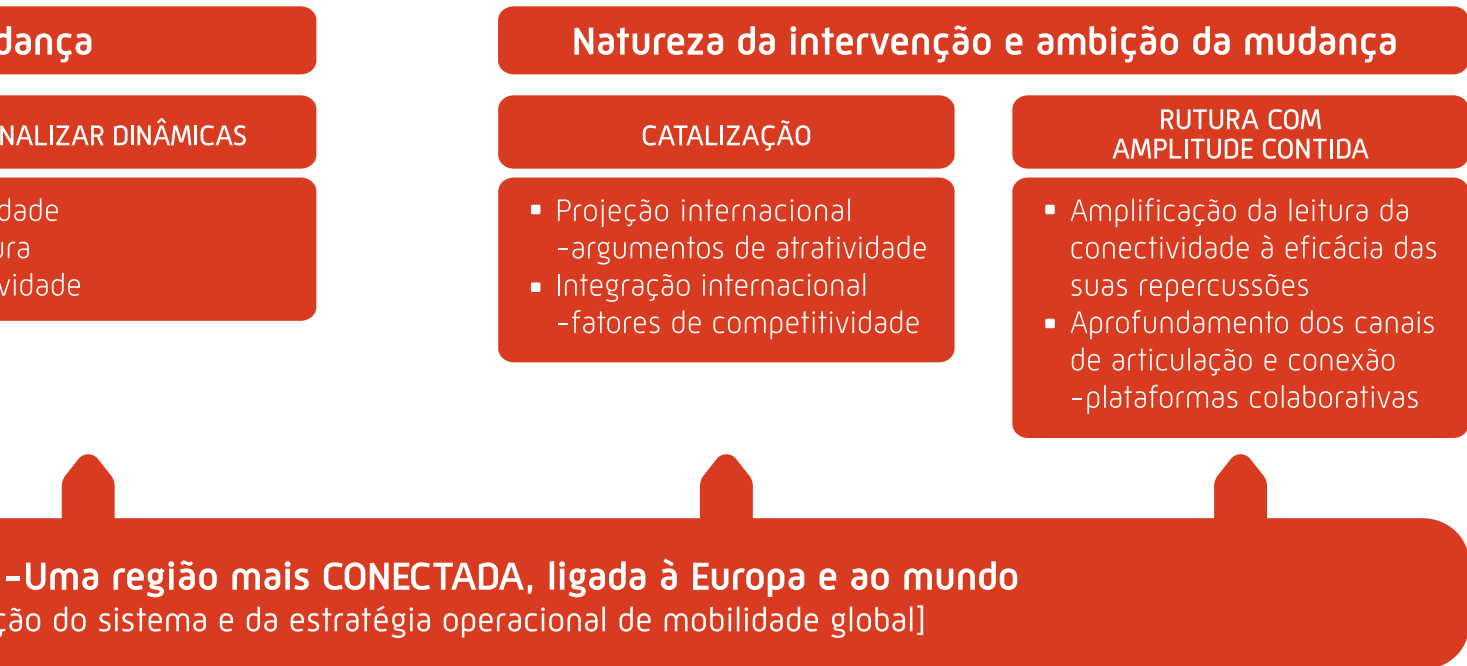 dança
NALIZAR DINÂMICAS
dade
ura
vidade
Natureza da intervenção e ambição da mudança
CATALIZAÇÃO
▪ Projeção internacional
-argumentos de atratividade
▪ Integração internacional
-fatores de competitividade
RUTURA COM
AMPLITUDE CONTIDA
▪ Amplificação da leitura da
conectividade à eficácia das
suas repercussões
▪ Aprofundamento dos canais
de articulação e conexão
-plataformas colaborativas
-Uma região mais CONECTADA, ligada à Europa e ao mundo
ção do sistema e da estratégia operacional de mobilidade global]